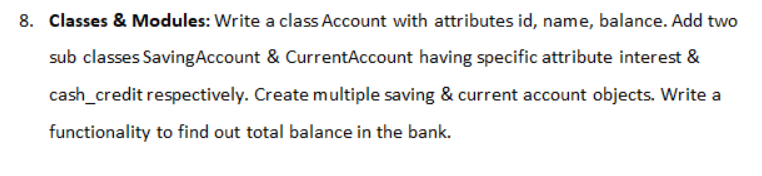 8. Classes & Modules: Write a class Account with attributes id, name, balance. Add two
sub classes SavingAccount & CurrentAccount having specific attribute interest &
cash_credit respectively. Create multiple saving & current account objects. Write a
functionality to find out total balance in the bank.